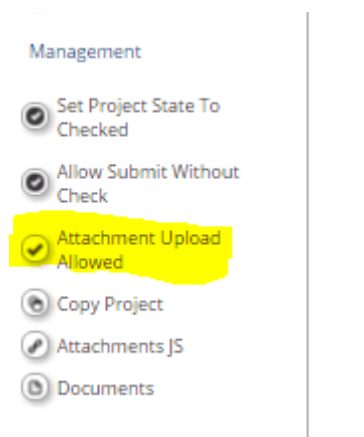 Management
Set Project State To
Checked
Allow Submit Without
Check
Attachment Upload
Allowed
Copy Project
Attachments JS
Documents